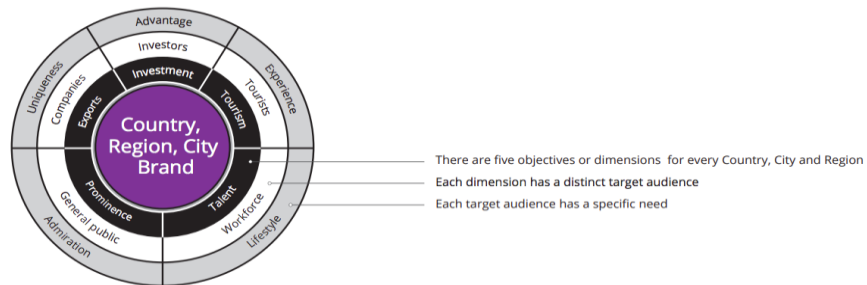 Advantage
Investors
Investment
Uniqueness
Companies
Exports
Experience
Tourists
Tourism
Country,
Region, City
Brand
Prominence
General public
Admiration
Talent
Workforce
Lifestyle
There are five objectives or dimensions for every Country, City and Region
Each dimension has a distinct target audience
Each target audience has a specific need